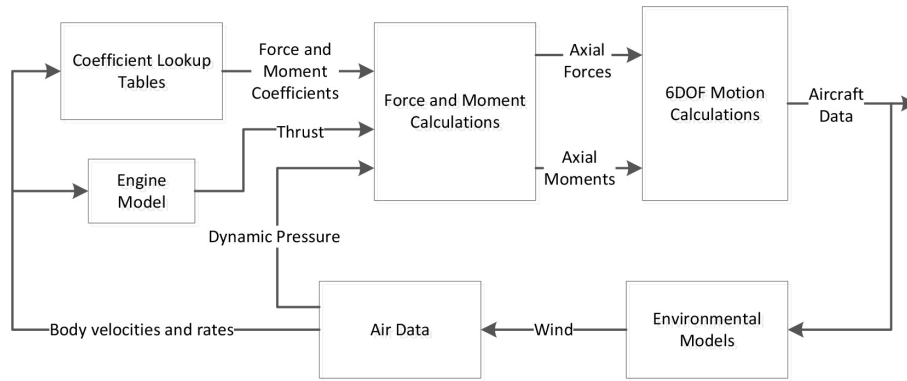 Coefficient Lookup
Tables
Force and
Moment
Coefficients
Force and Moment
Calculations
Axial
Forces
6DOF Motion
Calculations
Aircraft
Data
Thrust
Engine
Model
Axial
Moments
Dynamic Pressure
Body velocities and rates
Air Data
Wind
Environmental
Models